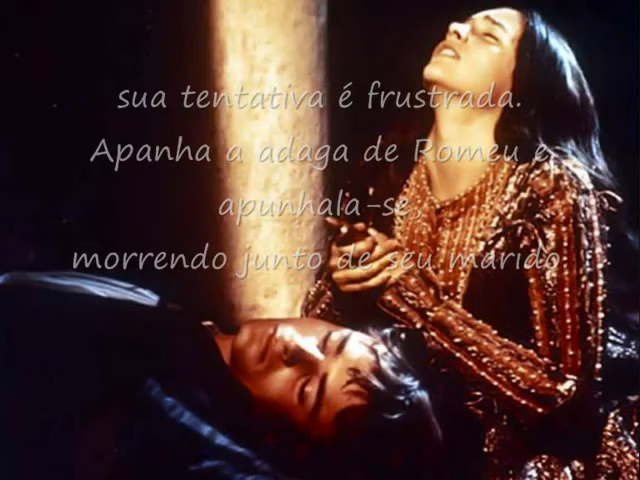 sua tentativa é frustrada.
Apanha a adaga de Romeu e
apunhala-se,
morrendo junto de seu marido